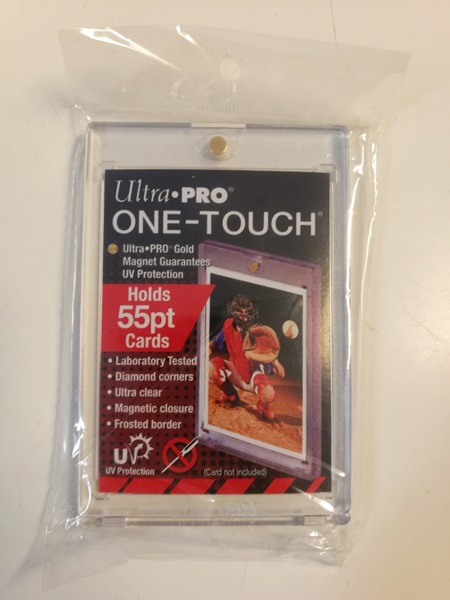 Ultra•PRO®
ONE-TOUCH®
Ultra•PRO® Gold
Magnet Guarantees
UV Protection
Holds
55pt
Cards
• Laboratory Tested
• Diamond corners
• Ultra clear
• Magnetic closure
• Frosted border
UV
UV Protection
(Card not included)